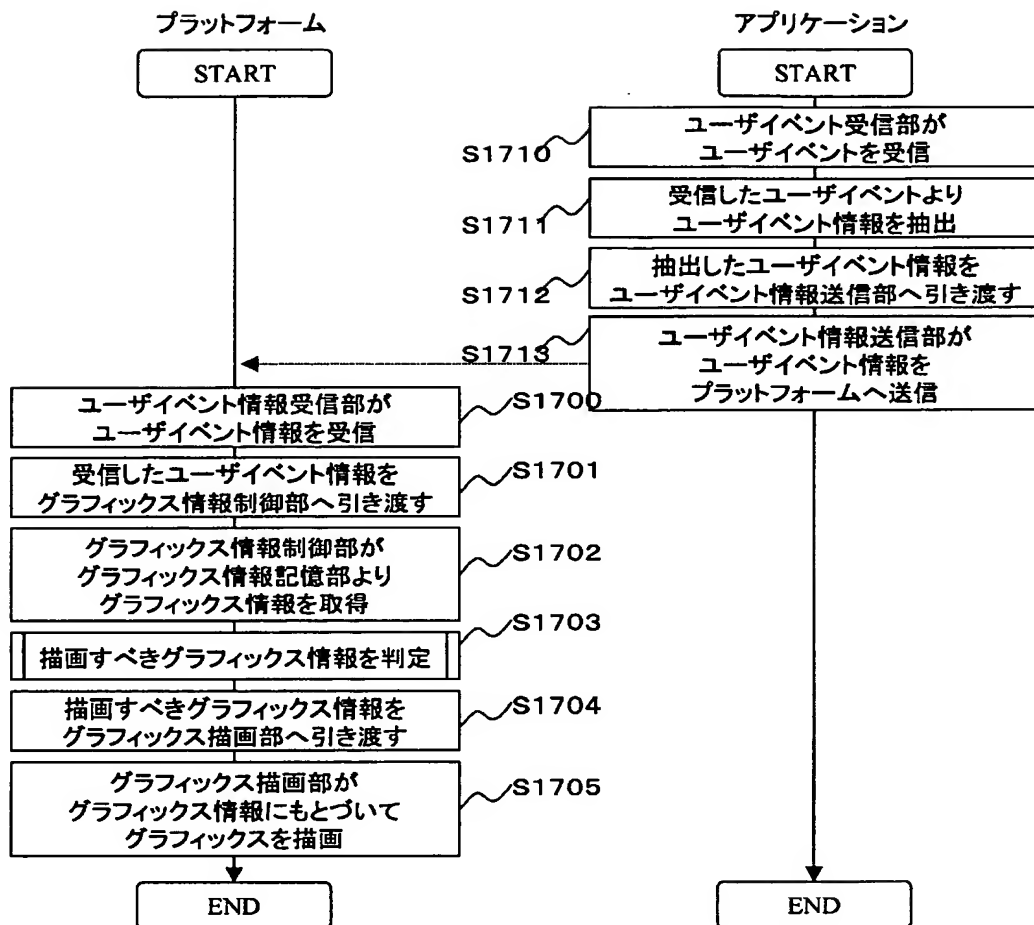 プラットフォーム
START
アプリケーション
START
S1710
ユーザイベント受信部が
ユーザイベントを受信
S1711
受信したユーザイベントより
ユーザイベント情報を抽出
S1712
抽出したユーザイベント情報を
ユーザイベント情報送信部へ引き渡す
S1713
ユーザイベント情報送信部が
ユーザイベント情報を
プラットフォームへ送信
ユーザイベント情報受信部が
ユーザイベント情報を受信
S1700
受信したユーザイベント情報を
グラフィックス情報制御部へ引き渡す
S1701
グラフィックス情報制御部が
グラフィックス情報記憶部より
グラフィックス情報を取得
S1702
描画すべきグラフィックス情報を判定
S1703
描画すべきグラフィックス情報を
グラフィックス描画部へ引き渡す
S1704
グラフィックス描画部が
グラフィックス情報にもとづいて
グラフィックスを描画
S1705
END
END